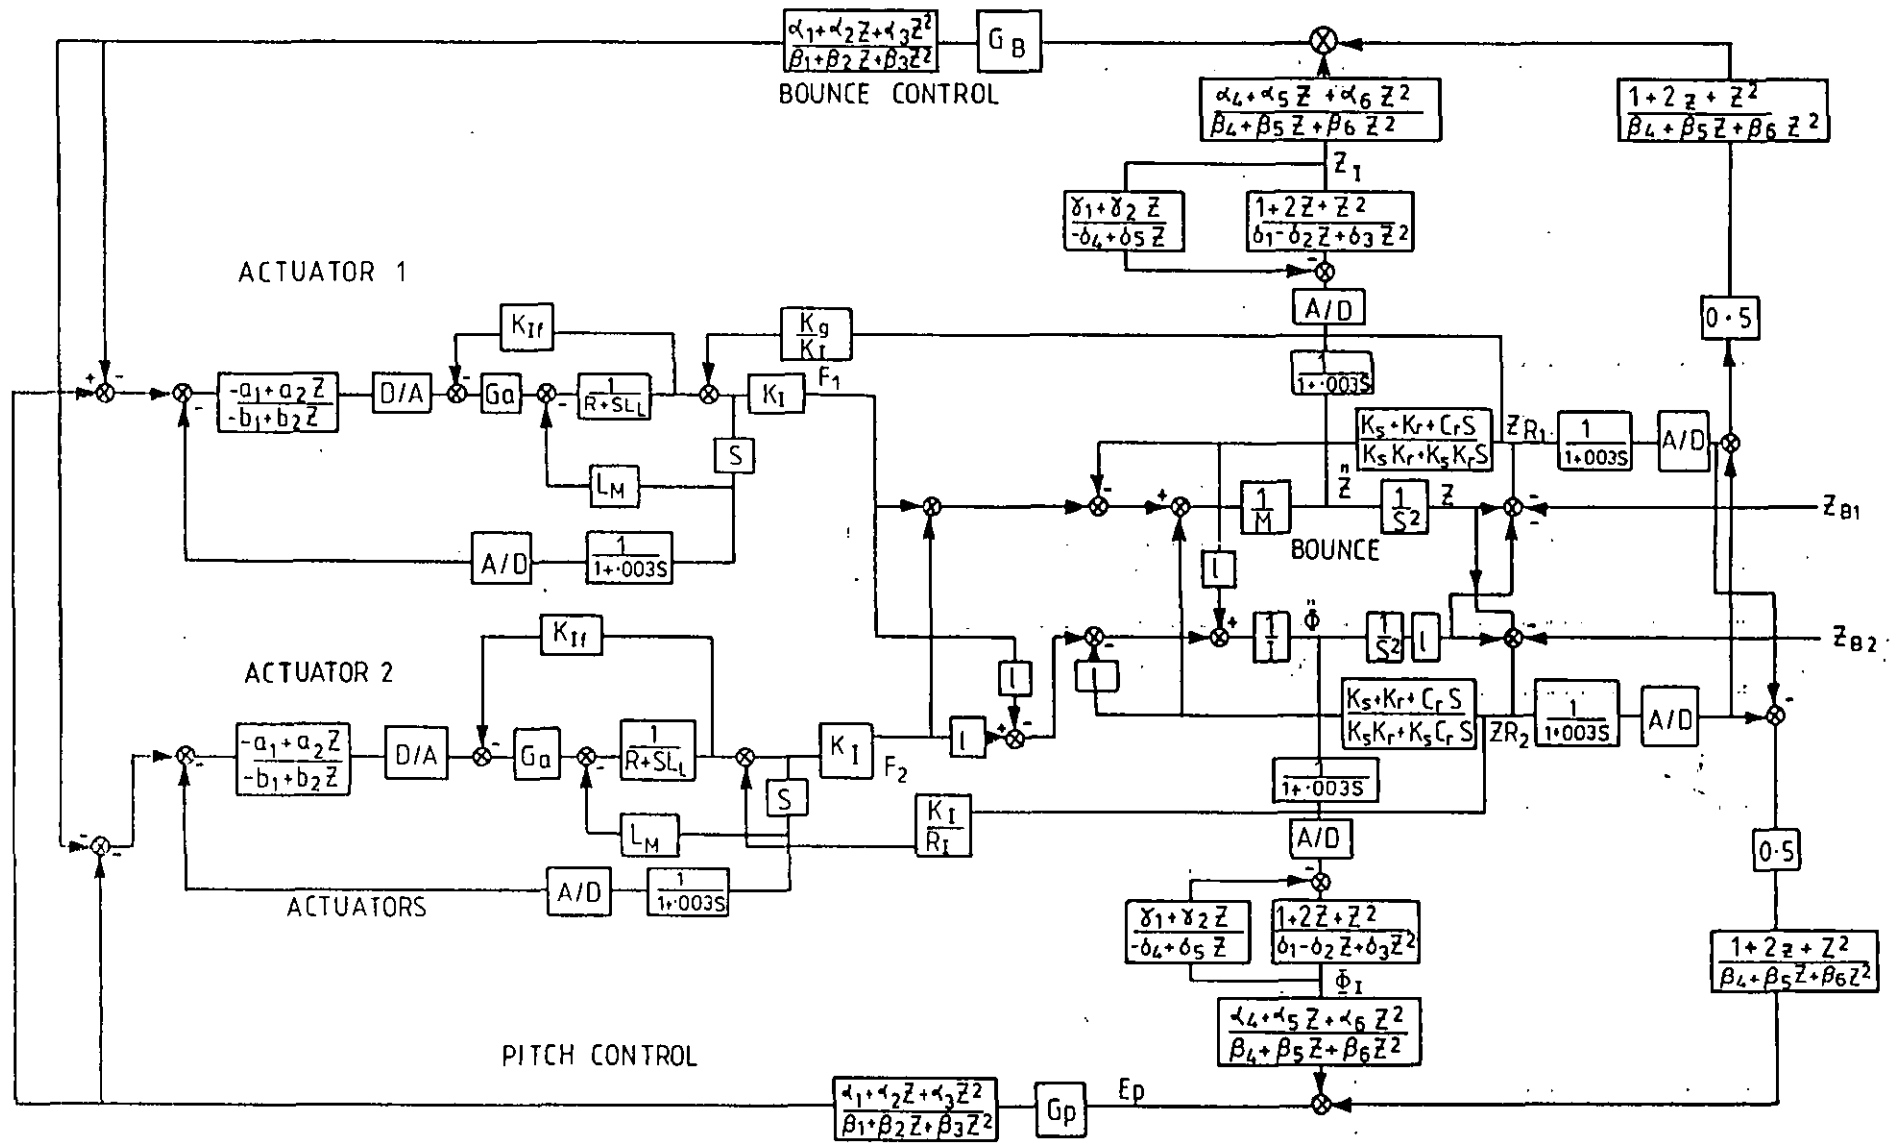 α1+α2Z+α3Z²
β1+β2Z+β3Z²
GB
BOUNCE CONTROL
α4+α5Z+α6Z²
β4+β5Z+β6Z²
1+2z+Z²
β4+β5Z+β6Z²
ZI
γ1+γ2Z
-δ4+δ5Z
1+2Z+Z²
δ1-δ2Z+δ3Z²
-
ACTUATOR 1
A/D
0·5
KIf
Kg
KI
1
1+·003S
+ -
-a1+a2Z
-b1+b2Z
-
D/A
-
Ga
-
1
R+SLL
KI
F1
S
LM
A/D
1
1+·003S
Ks+Kr+CrS
KsKr+KsKrS
ZR1
1
1+·003S
A/D
-
+
1
M
Z̈
1
S²
Z
-
-
ZB1
BOUNCE
l
+
1
I
Φ̈
1
S²
l
-
ZB2
-
l
l
KIf
ACTUATOR 2
-a1+a2Z
-b1+b2Z
-
D/A
-
Ga
-
1
R+SLL
KI
F2
l
+ -
S
LM
KI
RI
Ks+Kr+CrS
KsKr+KsCrS
ZR2
1
1+·003S
A/D
-
1
1+·003S
A/D
-
-
-
A/D
1
1+·003S
ACTUATORS
0·5
γ1+γ2Z
-δ4+δ5Z
1+2Z+Z²
δ1-δ2Z+δ3Z²
ΦI
1+2z+Z²
β4+β5Z+β6Z²
α4+α5Z+α6Z²
β4+β5Z+β6Z²
PITCH CONTROL
α1+α2Z+α3Z²
β1+β2Z+β3Z²
Gp
Ep